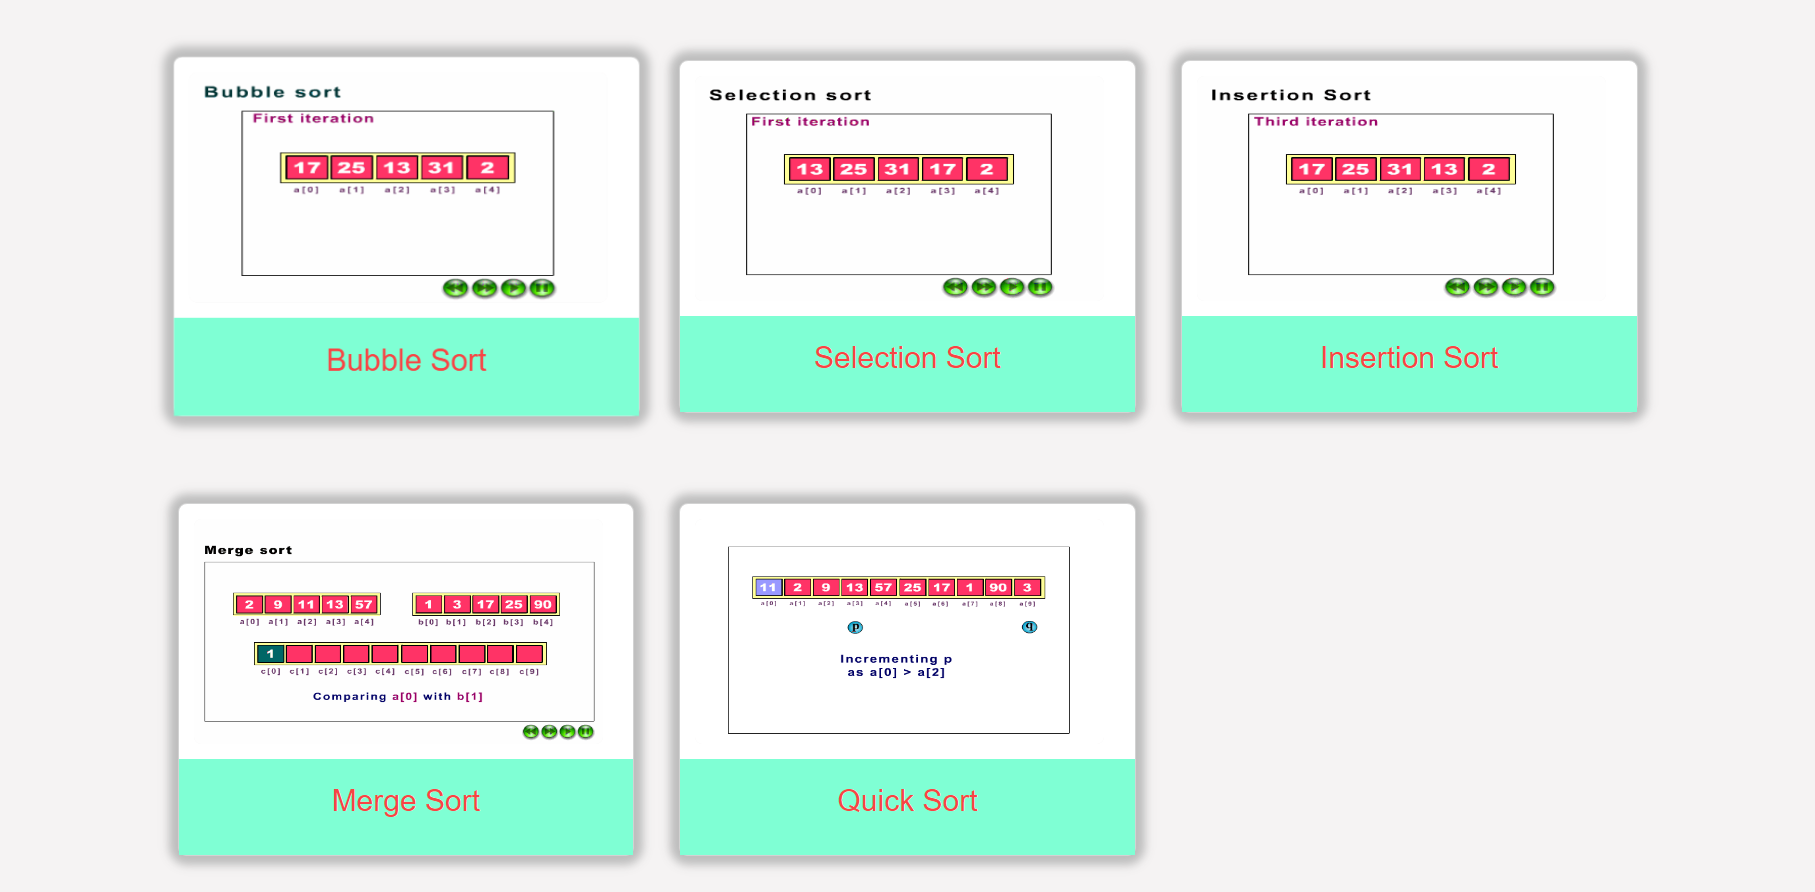 Bubble sort
First iteration
17 25 13 31 2
a[0] a[1] a[2] a[3] a[4]
Bubble Sort
Selection sort
First iteration
13 25 31 17 2
a[0] a[1] a[2] a[3] a[4]
Selection Sort
Insertion Sort
Third iteration
17 25 31 13 2
a[0] a[1] a[2] a[3] a[4]
Insertion Sort
Merge sort
2 9 11 13 57
a[0] a[1] a[2] a[3] a[4]
1 3 17 25 90
b[0] b[1] b[2] b[3] b[4]
1
c[0] c[1] c[2] c[3] c[4] c[5] c[6] c[7] c[8] c[9]
Comparing a[0] with b[1]
Merge Sort
11 2 9 13 57 25 17 1 90 3
a[0] a[1] a[2] a[3] a[4] a[5] a[6] a[7] a[8] a[9]
p q
Incrementing p
as a[0] > a[2]
Quick Sort